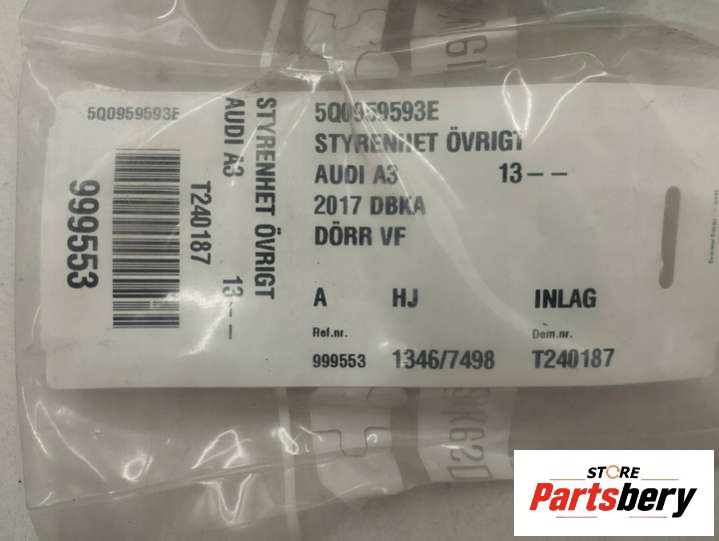 5Q0959593E
999553
T240187
AUDI A3 13--
STYRENHET ÖVRIGT
5Q0959593E
STYRENHET ÖVRIGT
AUDI A3 13--
2017 DBKA
DÖRR VF
A HJ INLAG
Ref.nr. Dem.nr.
999553 1346/7498 T240187
STORE
Partsbery